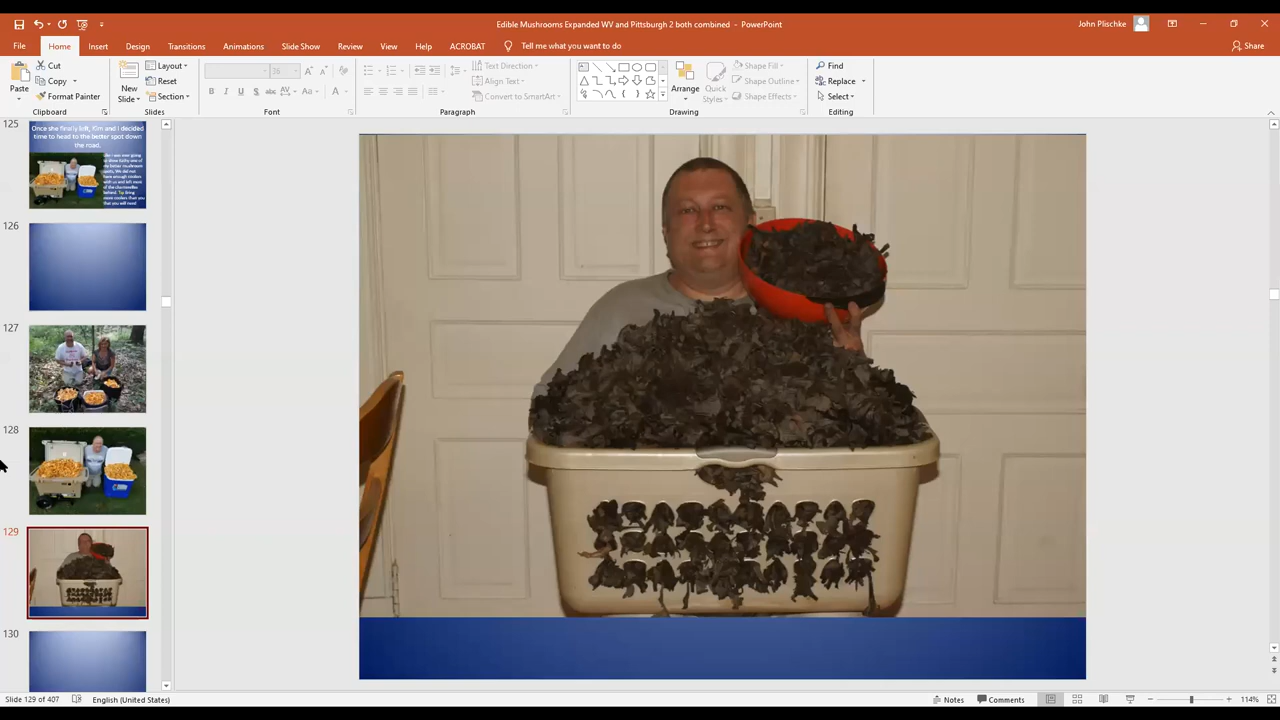 Edible Mushrooms Expanded WV and Pittsburgh 2 both combined - PowerPoint
John Plischke
File Home Insert Design Transitions Animations Slide Show Review View Help ACROBAT Tell me what you want to do Share
Paste
Cut
Copy
Format Painter
Clipboard
New Slide
Layout
Reset
Section
Slides
36
B I U S abc AV Aa A
Font
Text Direction
Align Text
Convert to SmartArt
Paragraph
Arrange
Quick Styles
Shape Fill
Shape Outline
Shape Effects
Drawing
Find
Replace
Select
Editing
125
Once she finally left, Jim and I decided
time to head to the better spot down
the road.
126
127
128
129
130
Slide 129 of 407 English (United States) Notes Comments 114%